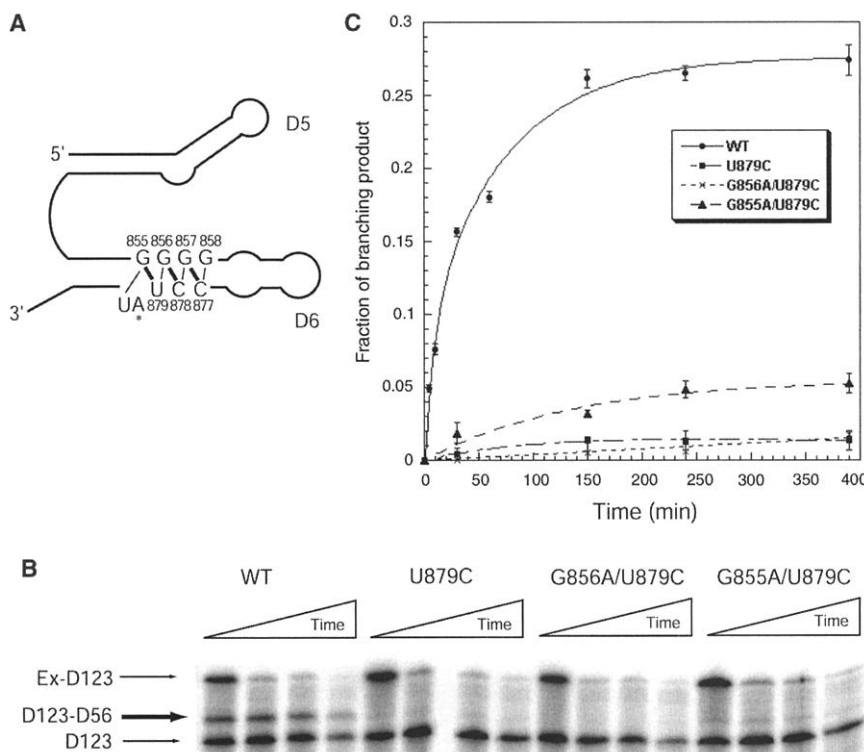 A
5'
D5
855 856 857 858
G G G G
UA U C C
* 879 878 877
3'
D6
C
Fraction of branching product
0.3
0.25
0.2
0.15
0.1
0.05
0
0 50 100 150 200 250 300 350 400
Time (min)
WT
U879C
G856A/U879C
G855A/U879C
B
WT U879C G856A/U879C G855A/U879C
Time Time Time Time
Ex-D123
D123-D56
D123